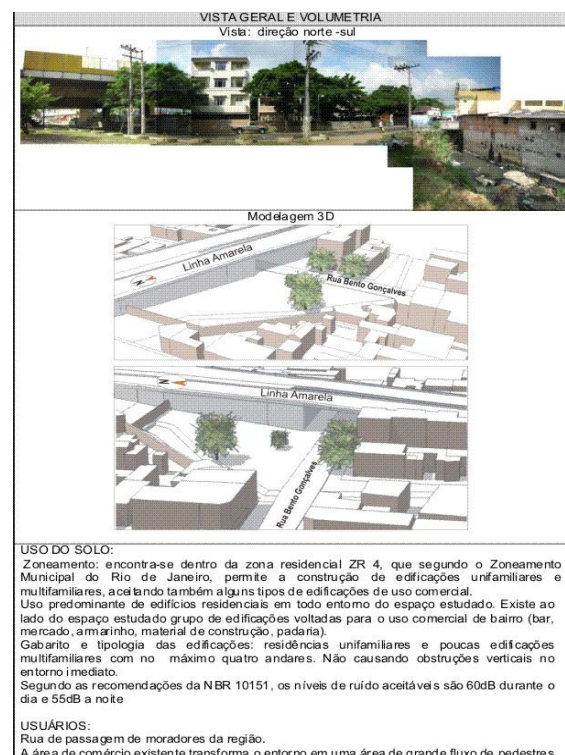 VISTA GERAL E VOLUMETRIA
Vista: direção norte -sul
Modelagem 3D
Linha Amarela
N
Rua Bento Gonçalves
N
Linha Amarela
Rua Bento Gonçalves
USO DO SOLO:
Zoneamento: encontra-se dentro da zona residencial ZR 4, que segundo o Zoneamento
Municipal do Rio de Janeiro, permite a construção de edificações unifamiliares e
multifamiliares, aceitando também alguns tipos de edificações de uso comercial.
Uso predominante de edifícios residenciais em todo entorno do espaço estudado. Existe ao
lado do espaço estudado grupo de edificações voltadas para o uso comercial de bairro (bar,
mercado, armarinho, material de construção, padaria).
Gabarito e tipologia das edificações: residências unifamiliares e poucas edificações
multifamiliares com no máximo quatro andares. Não causando obstruções verticais no
entorno imediato.
Segundo as recomendações da NBR 10151, os níveis de ruído aceitáveis são 60dB durante o
dia e 55dB a noite
USUÁRIOS:
Rua de passagem de moradores da região.
A área de comércio existente transforma o entorno em uma área de grande fluxo de pedestres